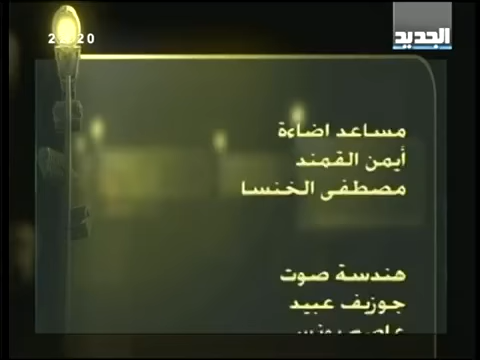 الجديد
مساعد اضاءة
أيمن القمند
مصطفى الخنسا
هندسة صوت
جوزيف عبيد